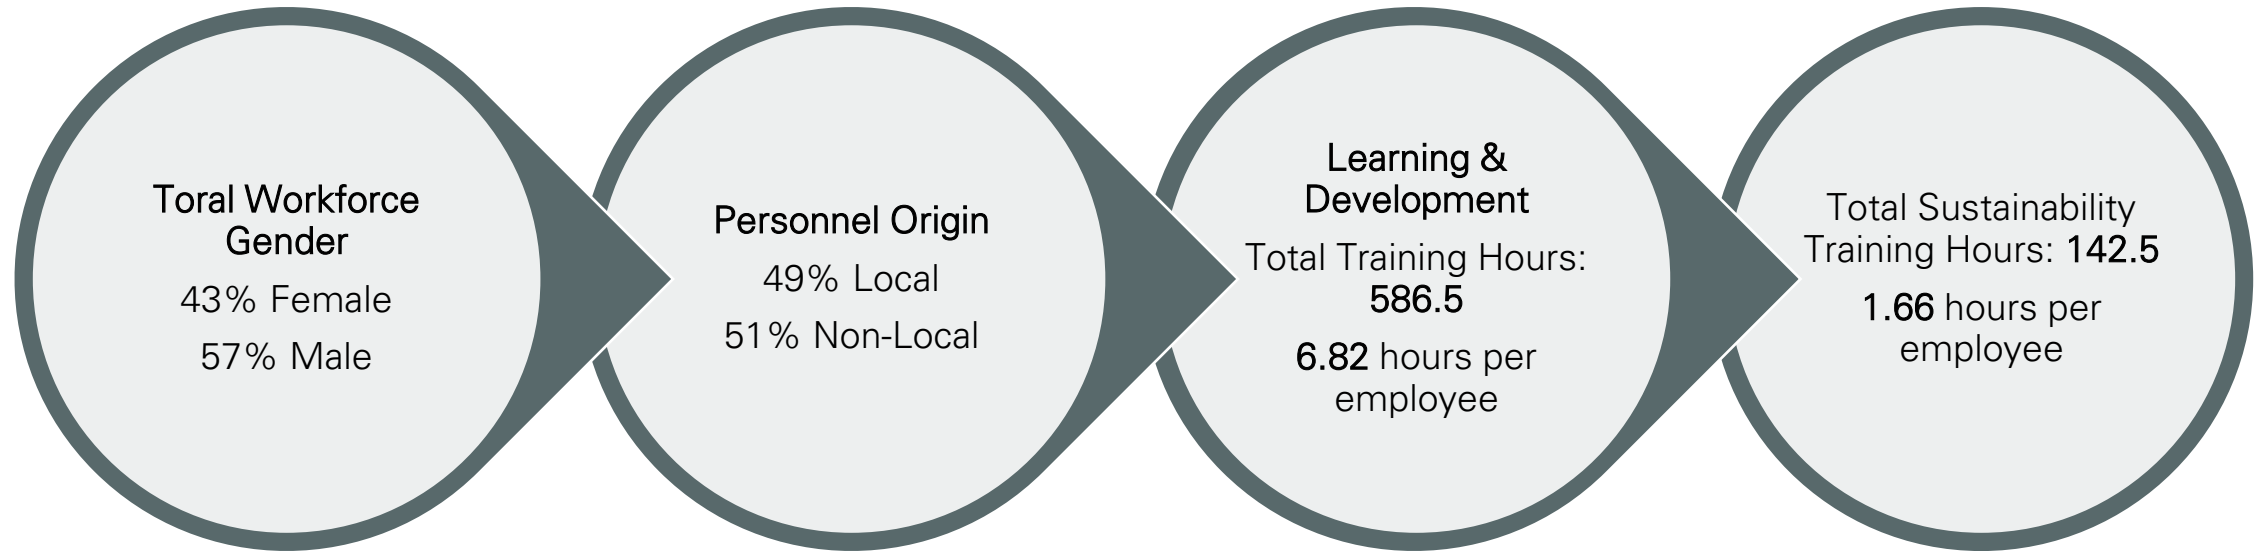 Toral Workforce
Gender
43% Female
57% Male
Personnel Origin
49% Local
51% Non-Local
Learning &
Development
Total Training Hours:
586.5
6.82 hours per
employee
Total Sustainability
Training Hours: 142.5
1.66 hours per
employee